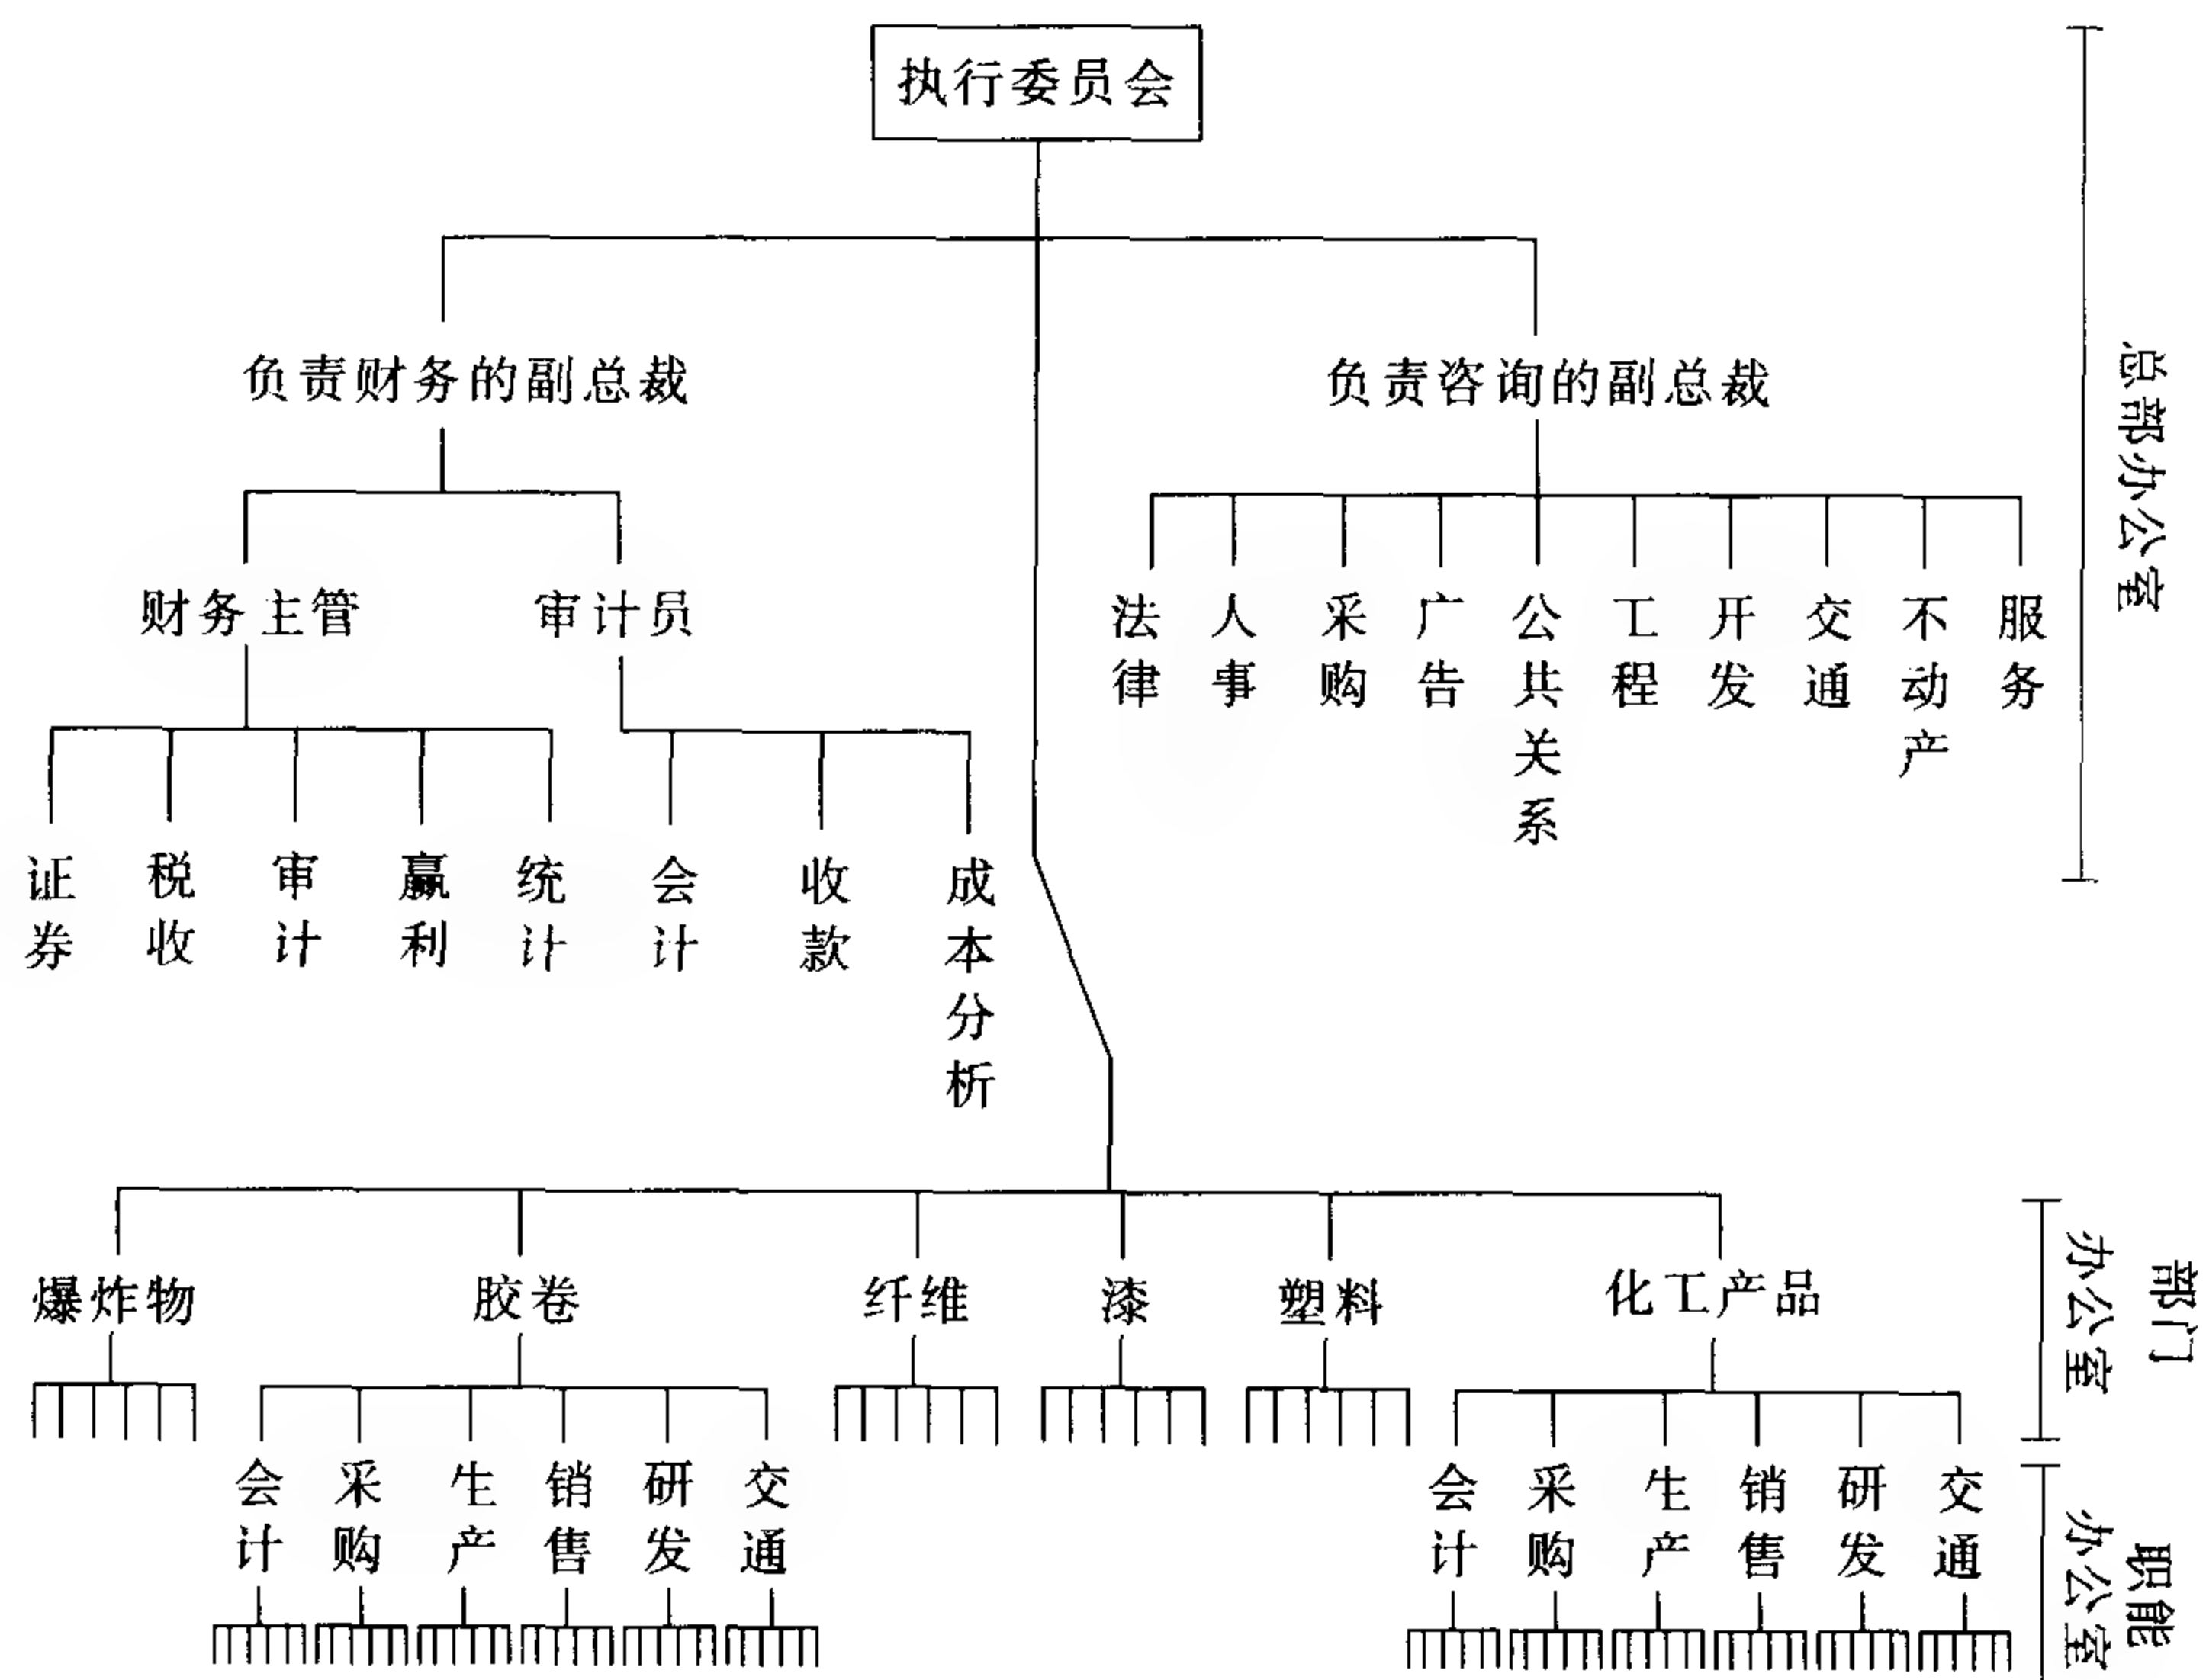 执行委员会
负责财务的副总裁
负责咨询的副总裁
总部办公室
财务主管
审计员
法律
人事
采购
广告
公共关系
工程
开发
交通
不动产
服务
证券
税收
审计
赢利
统计
会计
收款
成本分析
爆炸物
胶卷
纤维
漆
塑料
化工产品
部门
办公室
会计
采购
生产
销售
研发
交通
会计
采购
生产
销售
研发
交通
职能
办公室